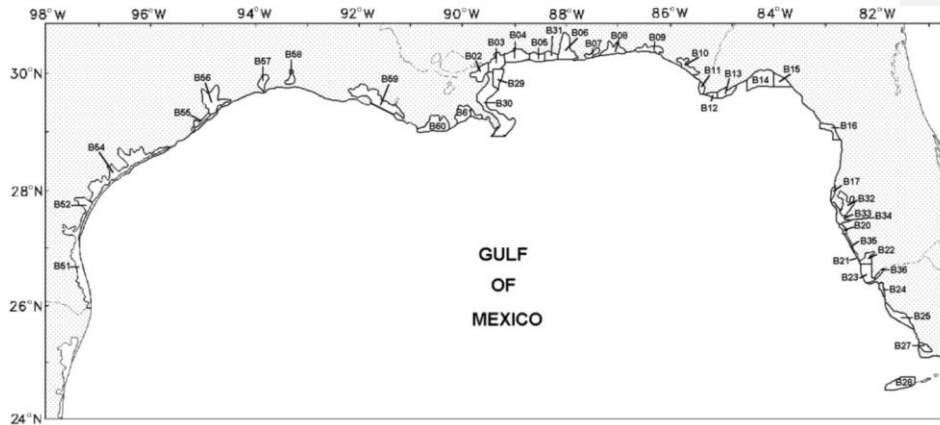 98°W 96°W 94°W 92°W 90°W 88°W 86°W 84°W 82°W
B31
B04 B06
B03 B05 B07 B08 B09
B58
B57
B02
B10
30°N
B56
B59
B29
B11 B13 B14 B15
B30
B12
B55
B60 B61
B16
B54
28°N
B17
B52
B32
B33 B34
B20
B35
B21 B22
B51
GULF
B23 B36
B24
OF
26°N
MEXICO
B25
B27
B28
24°N